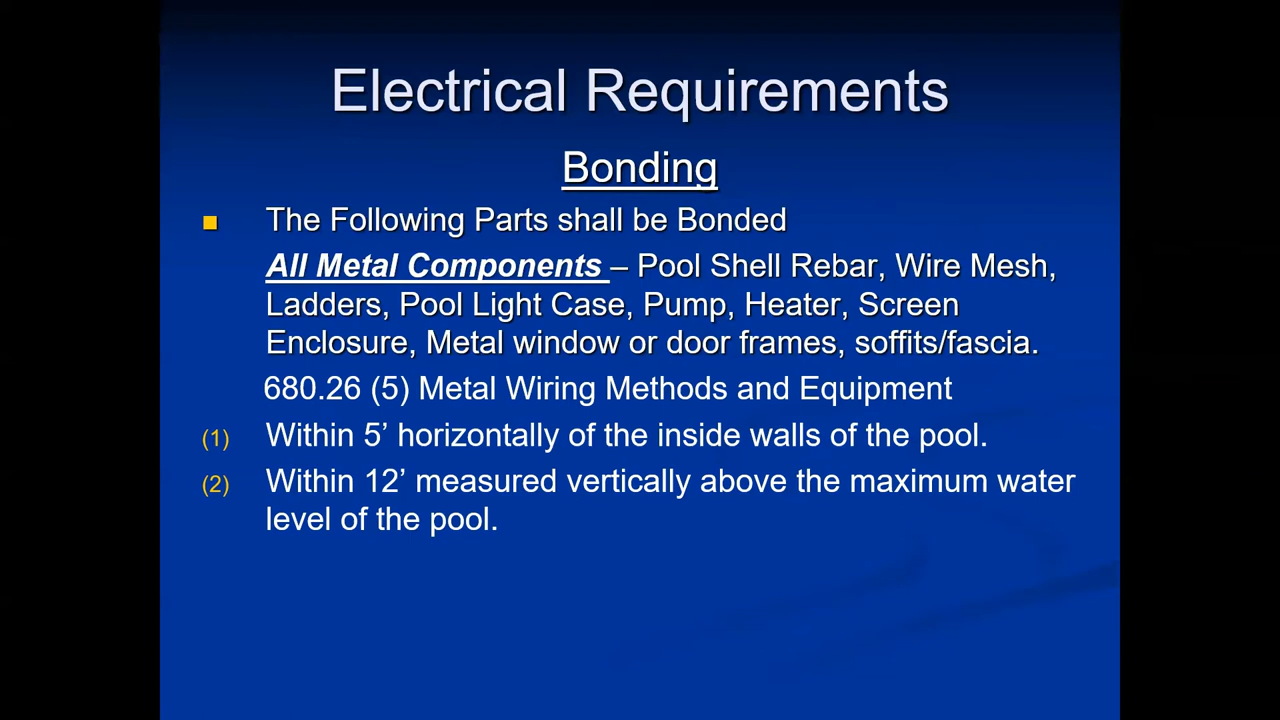 Electrical Requirements
Bonding
The Following Parts shall be Bonded
All Metal Components – Pool Shell Rebar, Wire Mesh,
Ladders, Pool Light Case, Pump, Heater, Screen
Enclosure, Metal window or door frames, soffits/fascia.
680.26 (5) Metal Wiring Methods and Equipment
(1) Within 5’ horizontally of the inside walls of the pool.
(2) Within 12’ measured vertically above the maximum water
level of the pool.